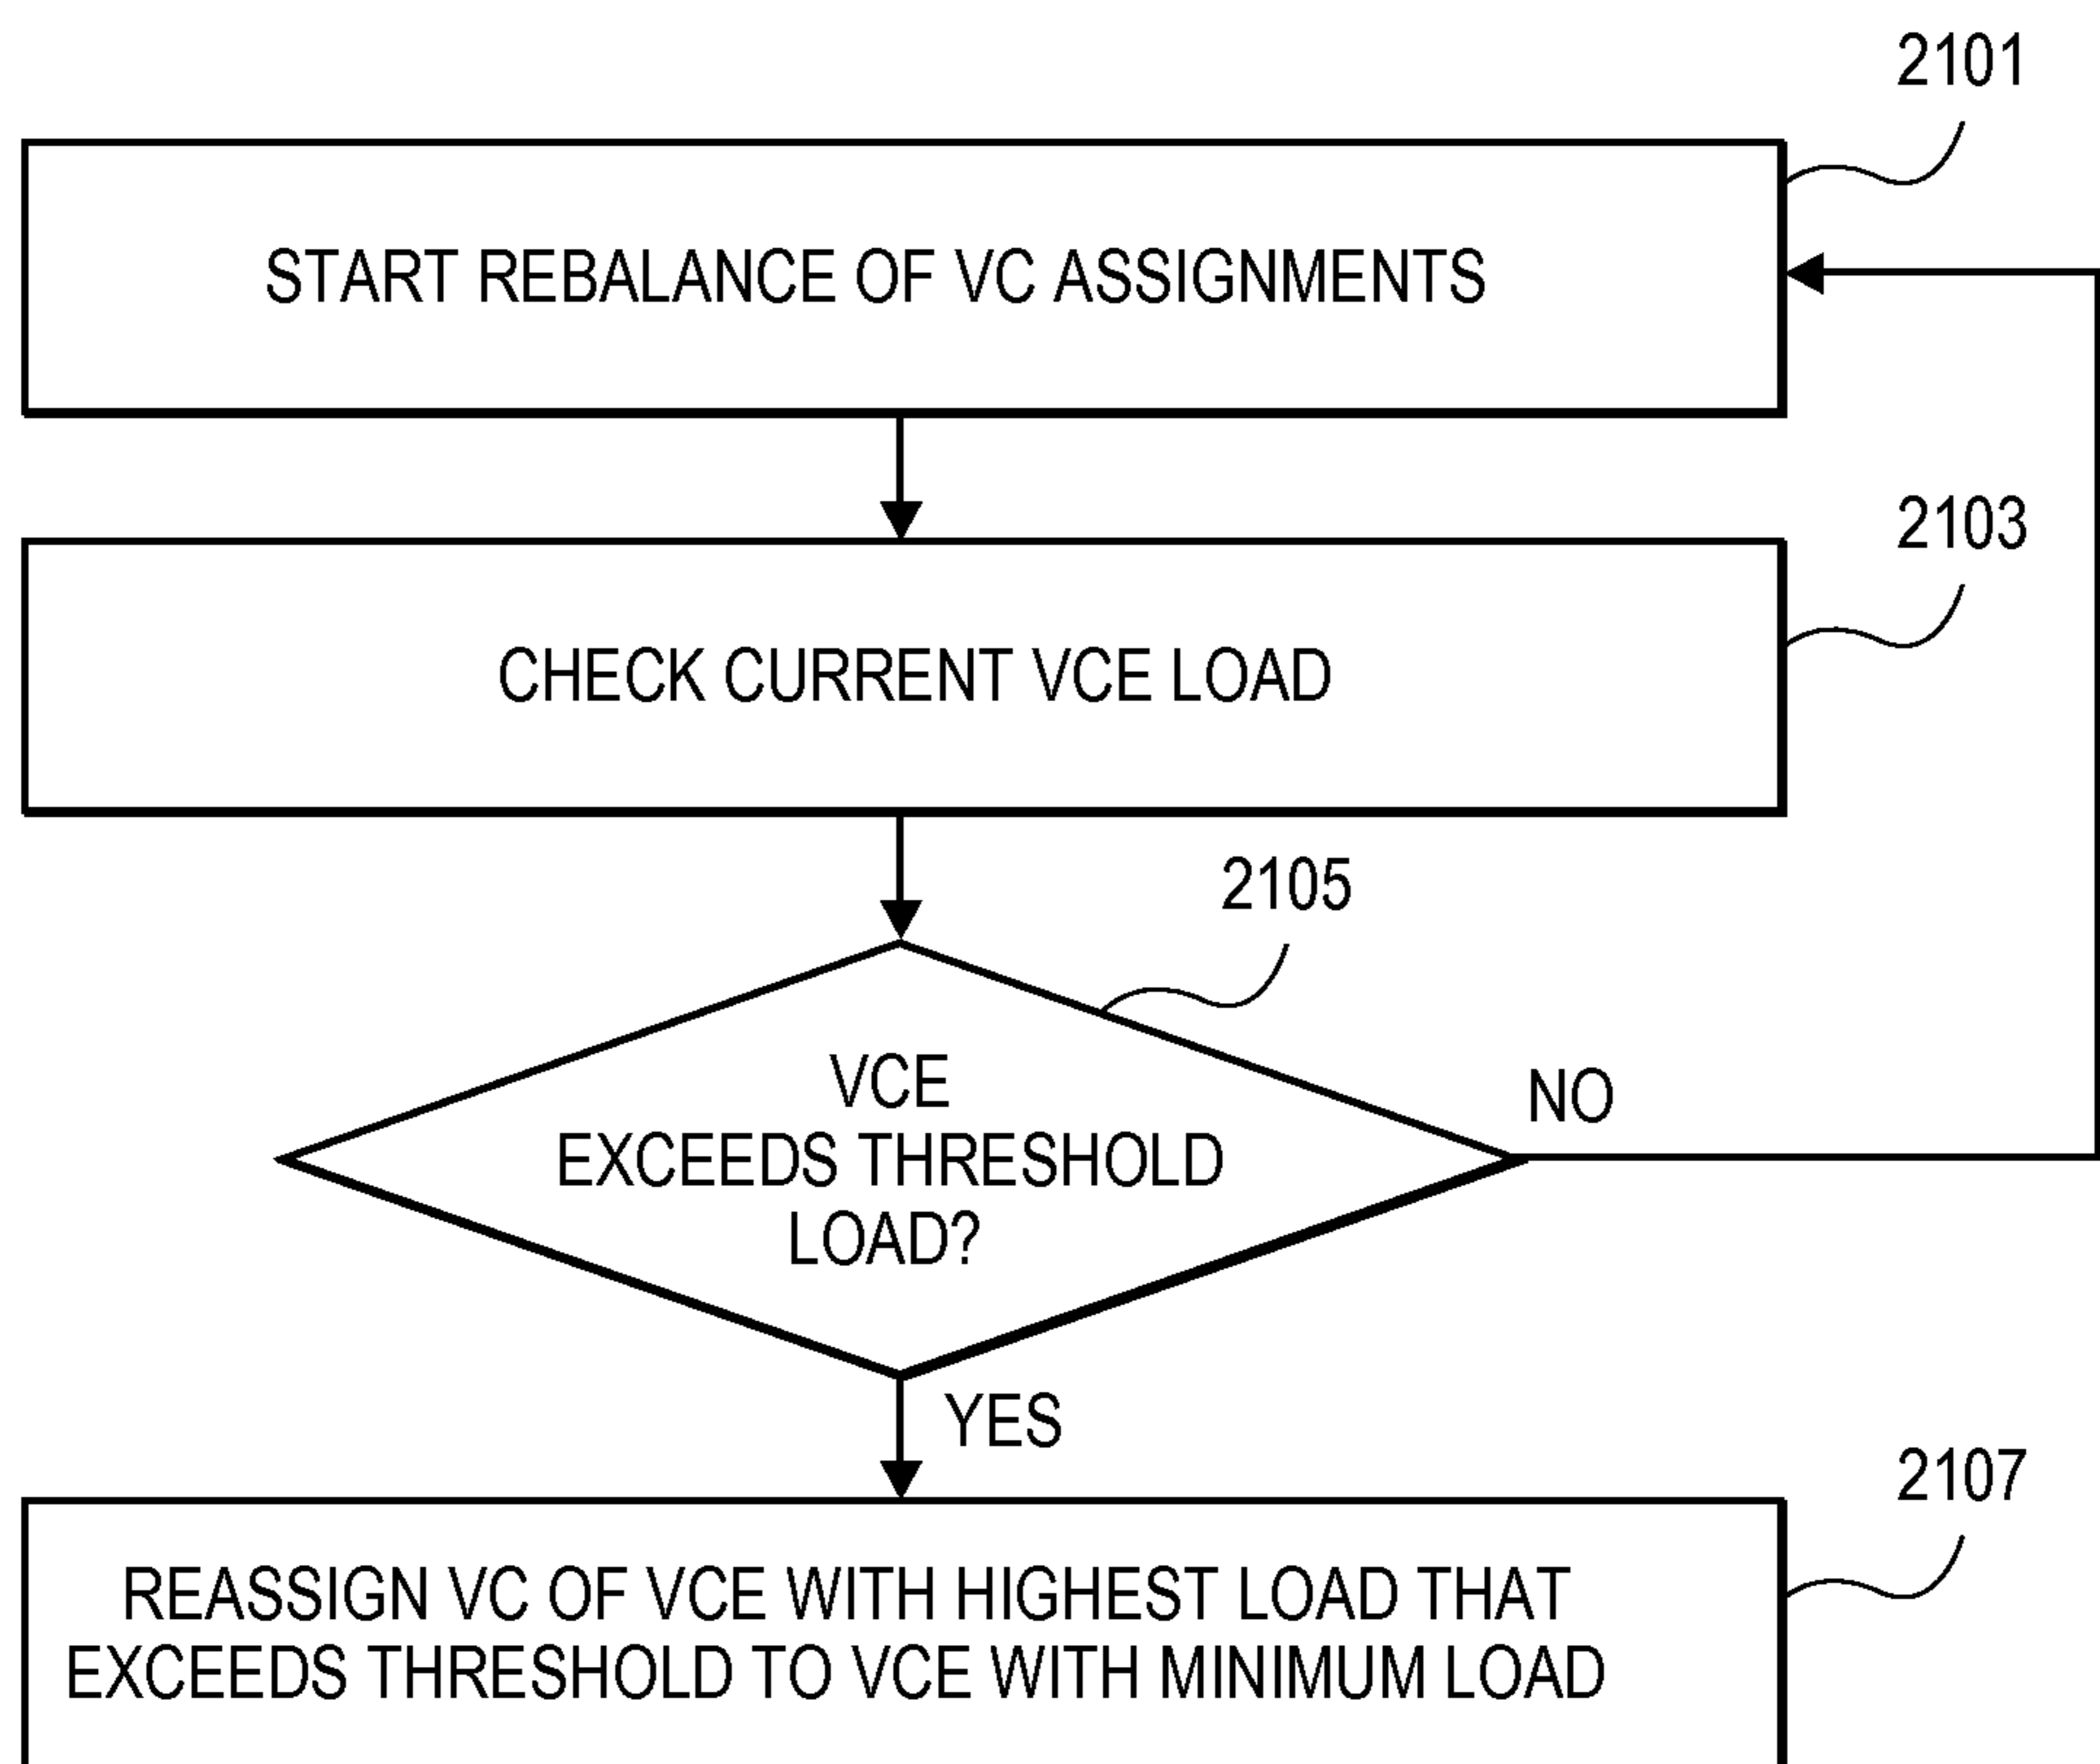 2101
START REBALANCE OF VC ASSIGNMENTS
2103
CHECK CURRENT VCE LOAD
2105
VCE
EXCEEDS THRESHOLD
LOAD?
NO
YES
2107
REASSIGN VC OF VCE WITH HIGHEST LOAD THAT
EXCEEDS THRESHOLD TO VCE WITH MINIMUM LOAD